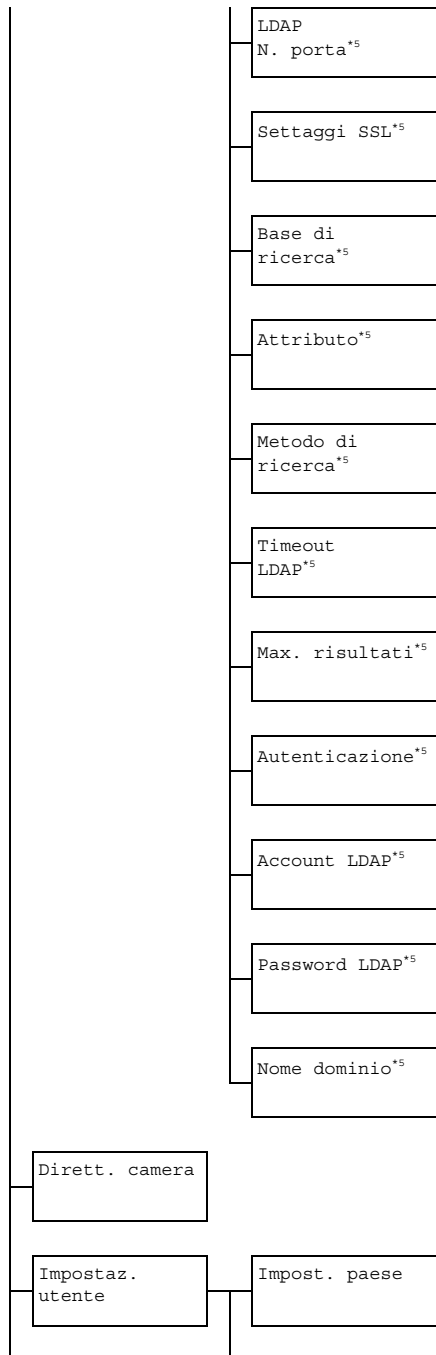 LDAP
N. porta*5
Settaggi SSL*5
Base di
ricerca*5
Attributo*5
Metodo di
ricerca*5
Timeout
LDAP*5
Max. risultati*5
Autenticazione*5
Account LDAP*5
Password LDAP*5
Nome dominio*5
Dirett. camera
Impostaz.
utente
Impost. paese